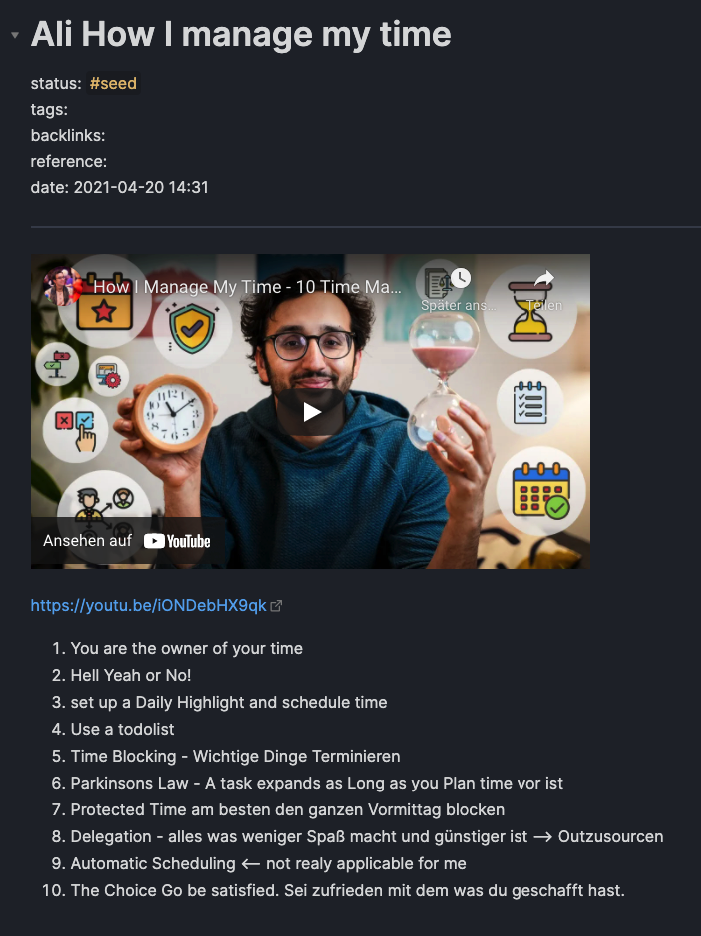 Ali How I manage my time
status: #seed
tags:
backlinks:
reference:
date: 2021-04-20 14:31
How I Manage My Time - 10 Time Ma...
Später ans...
Teilen
Ansehen auf YouTube
https://youtu.be/iONDebHX9qk
1. You are the owner of your time
2. Hell Yeah or No!
3. set up a Daily Highlight and schedule time
4. Use a todolist
5. Time Blocking - Wichtige Dinge Terminieren
6. Parkinsons Law - A task expands as Long as you Plan time vor ist
7. Protected Time am besten den ganzen Vormittag blocken
8. Delegation - alles was weniger Spaß macht und günstiger ist --> Outzusourcen
9. Automatic Scheduling <-- not realy applicable for me
10. The Choice Go be satisfied. Sei zufrieden mit dem was du geschafft hast.